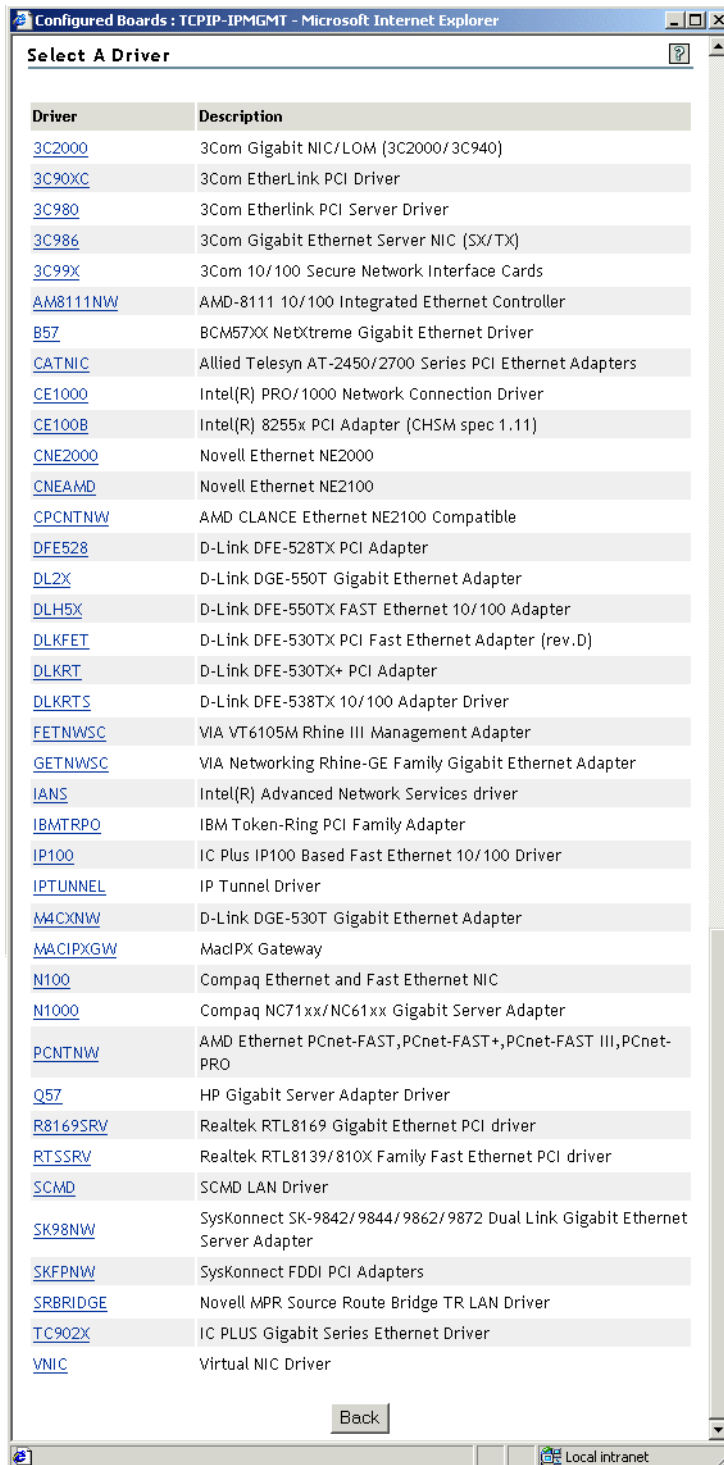 Configured Boards : TCPIP-IPMGMT - Microsoft Internet Explorer
Select A Driver
?
Driver Description
3C2000 3Com Gigabit NIC/LOM (3C2000/3C940)
3C90XC 3Com EtherLink PCI Driver
3C980 3Com Etherlink PCI Server Driver
3C986 3Com Gigabit Ethernet Server NIC (SX/TX)
3C99X 3Com 10/100 Secure Network Interface Cards
AM8111NW AMD-8111 10/100 Integrated Ethernet Controller
B57 BCM57XX NetXtreme Gigabit Ethernet Driver
CATNIC Allied Telesyn AT-2450/2700 Series PCI Ethernet Adapters
CE1000 Intel(R) PRO/1000 Network Connection Driver
CE100B Intel(R) 8255x PCI Adapter (CHSM spec 1.11)
CNE2000 Novell Ethernet NE2000
CNEAMD Novell Ethernet NE2100
CPCNTNW AMD CLANCE Ethernet NE2100 Compatible
DFE528 D-Link DFE-528TX PCI Adapter
DL2X D-Link DGE-550T Gigabit Ethernet Adapter
DLH5X D-Link DFE-550TX FAST Ethernet 10/100 Adapter
DLKFET D-Link DFE-530TX PCI Fast Ethernet Adapter (rev.D)
DLKRT D-Link DFE-530TX+ PCI Adapter
DLKRTS D-Link DFE-538TX 10/100 Adapter Driver
FETNWSC VIA VT6105M Rhine III Management Adapter
GETNWSC VIA Networking Rhine-GE Family Gigabit Ethernet Adapter
IANS Intel(R) Advanced Network Services driver
IBMTRPO IBM Token-Ring PCI Family Adapter
IP100 IC Plus IP100 Based Fast Ethernet 10/100 Driver
IPTUNNEL IP Tunnel Driver
M4CXNW D-Link DGE-530T Gigabit Ethernet Adapter
MACIPXGW MacIPX Gateway
N100 Compaq Ethernet and Fast Ethernet NIC
N1000 Compaq NC71xx/NC61xx Gigabit Server Adapter
PCNTNW AMD Ethernet PCnet-FAST,PCnet-FAST+,PCnet-FAST III,PCnet-
PRO
Q57 HP Gigabit Server Adapter Driver
R8169SRV Realtek RTL8169 Gigabit Ethernet PCI driver
RTSSRV Realtek RTL8139/810X Family Fast Ethernet PCI driver
SCMD SCMD LAN Driver
SK98NW SysKonnect SK-9842/9844/9862/9872 Dual Link Gigabit Ethernet
Server Adapter
SKFPNW SysKonnect FDDI PCI Adapters
SRBRIDGE Novell MPR Source Route Bridge TR LAN Driver
TC902X IC PLUS Gigabit Series Ethernet Driver
VNIC Virtual NIC Driver
Back
Local intranet